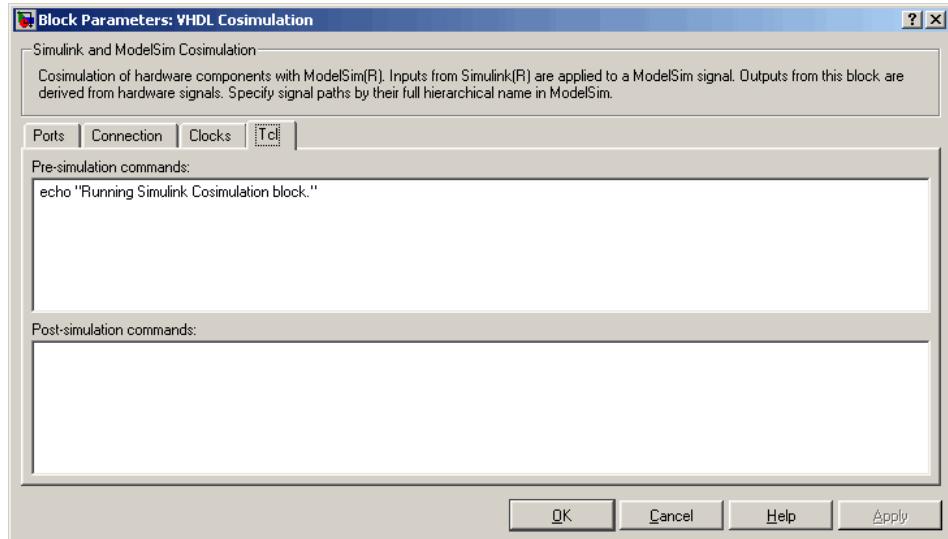 Block Parameters: VHDL Cosimulation
Simulink and ModelSim Cosimulation
Cosimulation of hardware components with ModelSim(R). Inputs from Simulink(R) are applied to a ModelSim signal. Outputs from this block are
derived from hardware signals. Specify signal paths by their full hierarchical name in ModelSim.
Ports Connection Clocks Tcl
Pre-simulation commands:
echo "Running Simulink Cosimulation block."
Post-simulation commands:
OK Cancel Help Apply